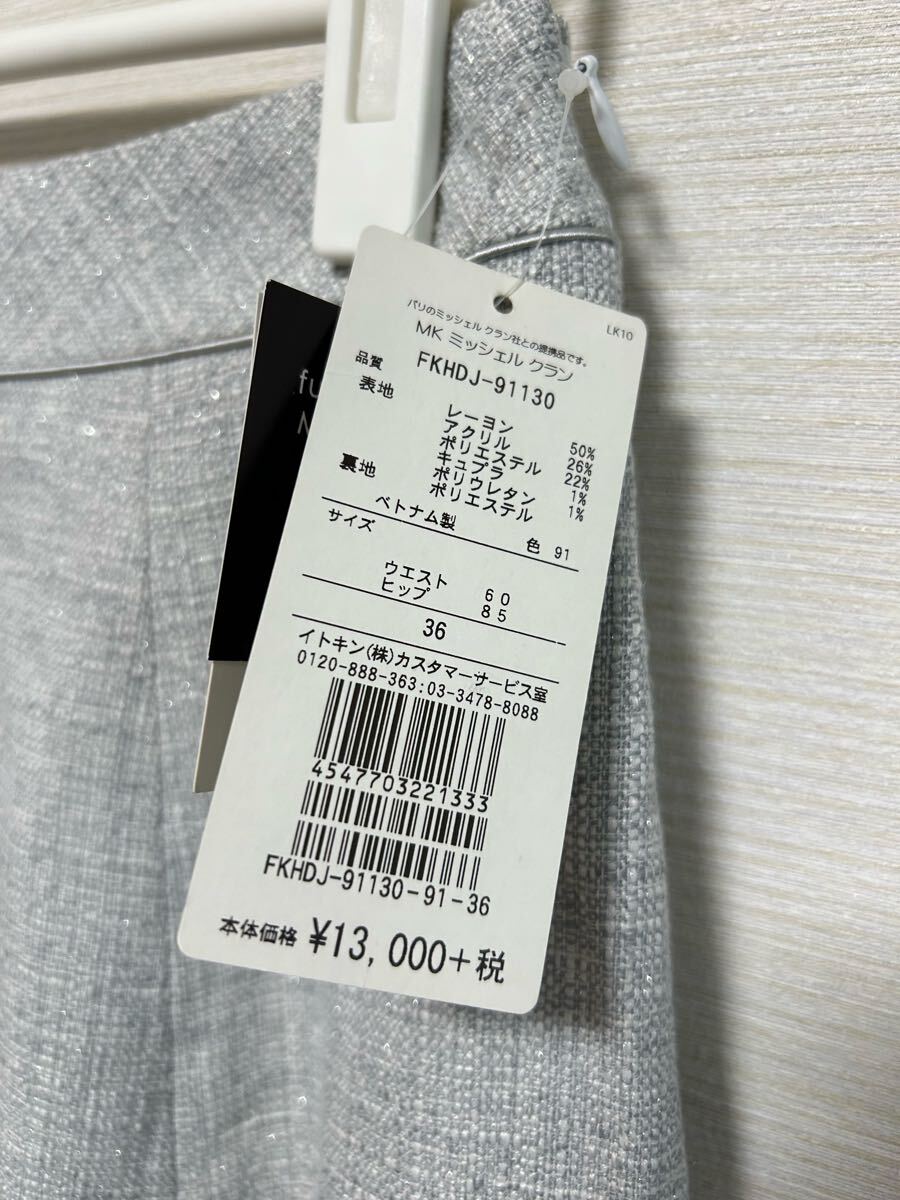 LK10
パリのミッシェル クラン社との提携品です。
MK ミッシェル クラン
品質 FKHDJ-91130
表地
レーヨン 50%
アクリル 26%
ポリエステル 22%
キュプラ 1%
ポリウレタン 1%
裏地 ポリエステル
ベトナム製
サイズ 色 91
ウエスト 60
ヒップ 85
36
イトキン(株)カスタマーサービス室
0120-888-363:03-3478-8088
4547703221333
FKHDJ-91130-91-36
本体価格 ¥13,000+税